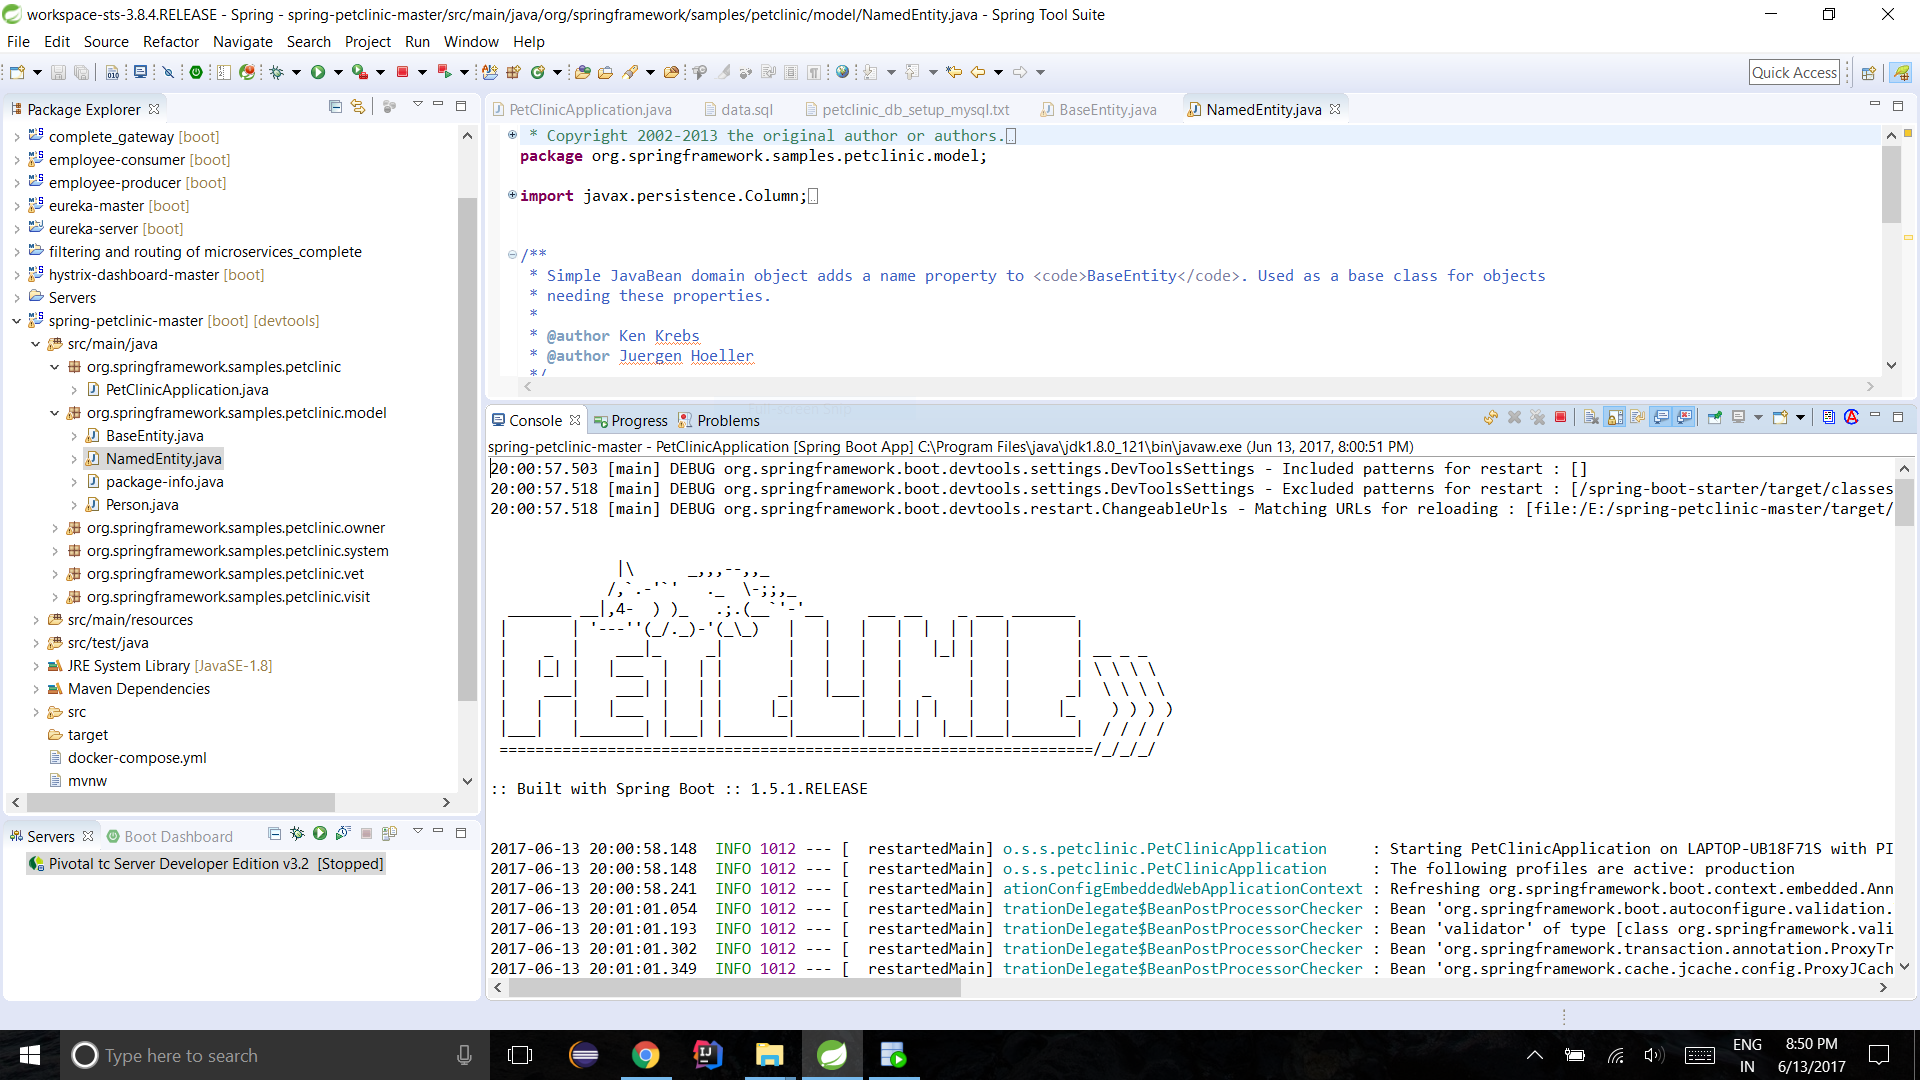 workspace-sts-3.8.4.RELEASE - Spring - spring-petclinic-master/src/main/java/org/springframework/samples/petclinic/model/NamedEntity.java - Spring Tool Suite
File Edit Source Refactor Navigate Search Project Run Window Help
Quick Access
Package Explorer
complete_gateway [boot]
employee-consumer [boot]
employee-producer [boot]
eureka-master [boot]
eureka-server [boot]
filtering and routing of microservices_complete
hystrix-dashboard-master [boot]
Servers
spring-petclinic-master [boot] [devtools]
src/main/java
org.springframework.samples.petclinic
PetClinicApplication.java
org.springframework.samples.petclinic.model
BaseEntity.java
NamedEntity.java
package-info.java
Person.java
org.springframework.samples.petclinic.owner
org.springframework.samples.petclinic.system
org.springframework.samples.petclinic.vet
org.springframework.samples.petclinic.visit
src/main/resources
src/test/java
JRE System Library [JavaSE-1.8]
Maven Dependencies
src
target
docker-compose.yml
mvnw
Servers Boot Dashboard
Pivotal tc Server Developer Edition v3.2 [Stopped]
PetClinicApplication.java data.sql petclinic_db_setup_mysql.txt BaseEntity.java NamedEntity.java
* Copyright 2002-2013 the original author or authors.
package org.springframework.samples.petclinic.model;
import javax.persistence.Column;
/**
* Simple JavaBean domain object adds a name property to <code>BaseEntity</code>. Used as a base class for objects
* needing these properties.
*
* @author Ken Krebs
* @author Juergen Hoeller
*/
Console Progress Problems
spring-petclinic-master - PetClinicApplication [Spring Boot App] C:\Program Files\java\jdk1.8.0_121\bin\javaw.exe (Jun 13, 2017, 8:00:51 PM)
20:00:57.503 [main] DEBUG org.springframework.boot.devtools.settings.DevToolsSettings - Included patterns for restart : []
20:00:57.518 [main] DEBUG org.springframework.boot.devtools.settings.DevToolsSettings - Excluded patterns for restart : [/spring-boot-starter/target/classes
20:00:57.518 [main] DEBUG org.springframework.boot.devtools.restart.ChangeableUrls - Matching URLs for reloading : [file:/E:/spring-petclinic-master/target/
PETCLINIC
:: Built with Spring Boot :: 1.5.1.RELEASE
2017-06-13 20:00:58.148 INFO 1012 --- [ restartedMain] o.s.s.petclinic.PetClinicApplication : Starting PetClinicApplication on LAPTOP-UB18F71S with PI
2017-06-13 20:00:58.148 INFO 1012 --- [ restartedMain] o.s.s.petclinic.PetClinicApplication : The following profiles are active: production
2017-06-13 20:00:58.241 INFO 1012 --- [ restartedMain] ationConfigEmbeddedWebApplicationContext : Refreshing org.springframework.boot.context.embedded.Ann
2017-06-13 20:01:01.054 INFO 1012 --- [ restartedMain] trationDelegate$BeanPostProcessorChecker : Bean 'org.springframework.boot.autoconfigure.validation.
2017-06-13 20:01:01.193 INFO 1012 --- [ restartedMain] trationDelegate$BeanPostProcessorChecker : Bean 'validator' of type [class org.springframework.vali
2017-06-13 20:01:01.302 INFO 1012 --- [ restartedMain] trationDelegate$BeanPostProcessorChecker : Bean 'org.springframework.transaction.annotation.ProxyTr
2017-06-13 20:01:01.349 INFO 1012 --- [ restartedMain] trationDelegate$BeanPostProcessorChecker : Bean 'org.springframework.cache.jcache.config.ProxyJCach
Type here to search
ENG
IN
8:50 PM
6/13/2017